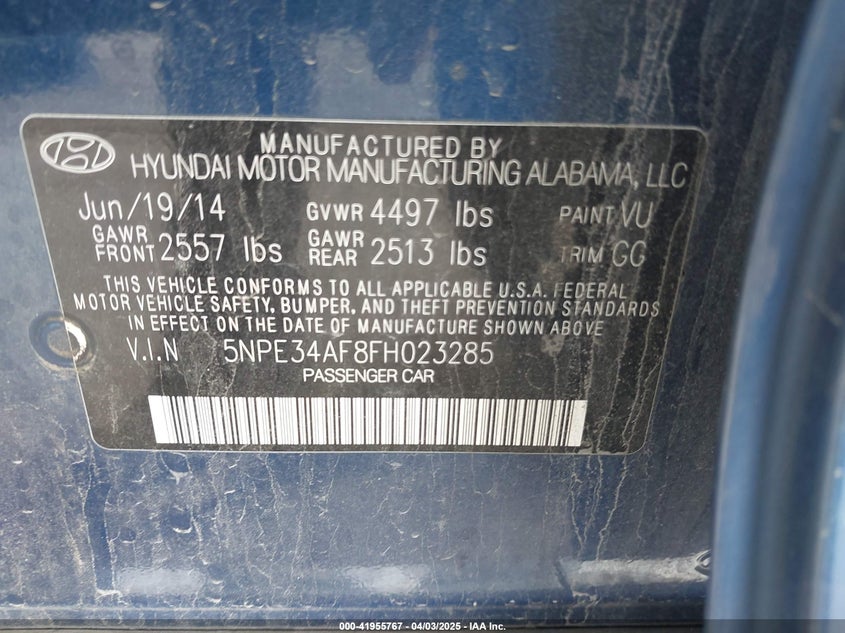 MANUFACTURED BY
HYUNDAI MOTOR MANUFACTURING ALABAMA, LLC
Jun/19/14 GVWR 4497 lbs PAINT VU
GAWR FRONT 2557 lbs GAWR REAR 2513 lbs TRIM GG
THIS VEHICLE CONFORMS TO ALL APPLICABLE U.S.A. FEDERAL
MOTOR VEHICLE SAFETY, BUMPER, AND THEFT PREVENTION STANDARDS
IN EFFECT ON THE DATE OF MANUFACTURE SHOWN ABOVE
V.I.N 5NPE34AF8FH023285
PASSENGER CAR
000-41955767 - 04/03/2025 - IAA Inc.